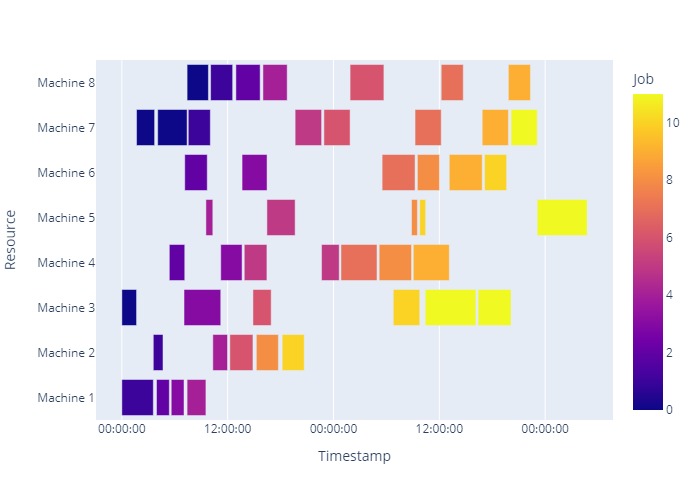 Job
Resource
Machine 8
Machine 7
Machine 6
Machine 5
Machine 4
Machine 3
Machine 2
Machine 1
10
8
6
4
2
0
00:00:00 12:00:00 00:00:00 12:00:00 00:00:00
Timestamp